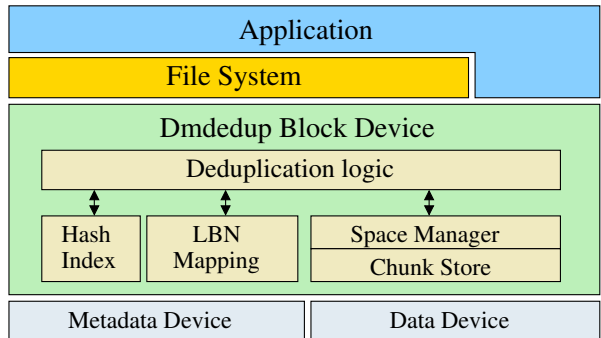 Application
File System
Dmdedup Block Device
Deduplication logic
Hash
Index
LBN
Mapping
Space Manager
Chunk Store
Metadata Device
Data Device